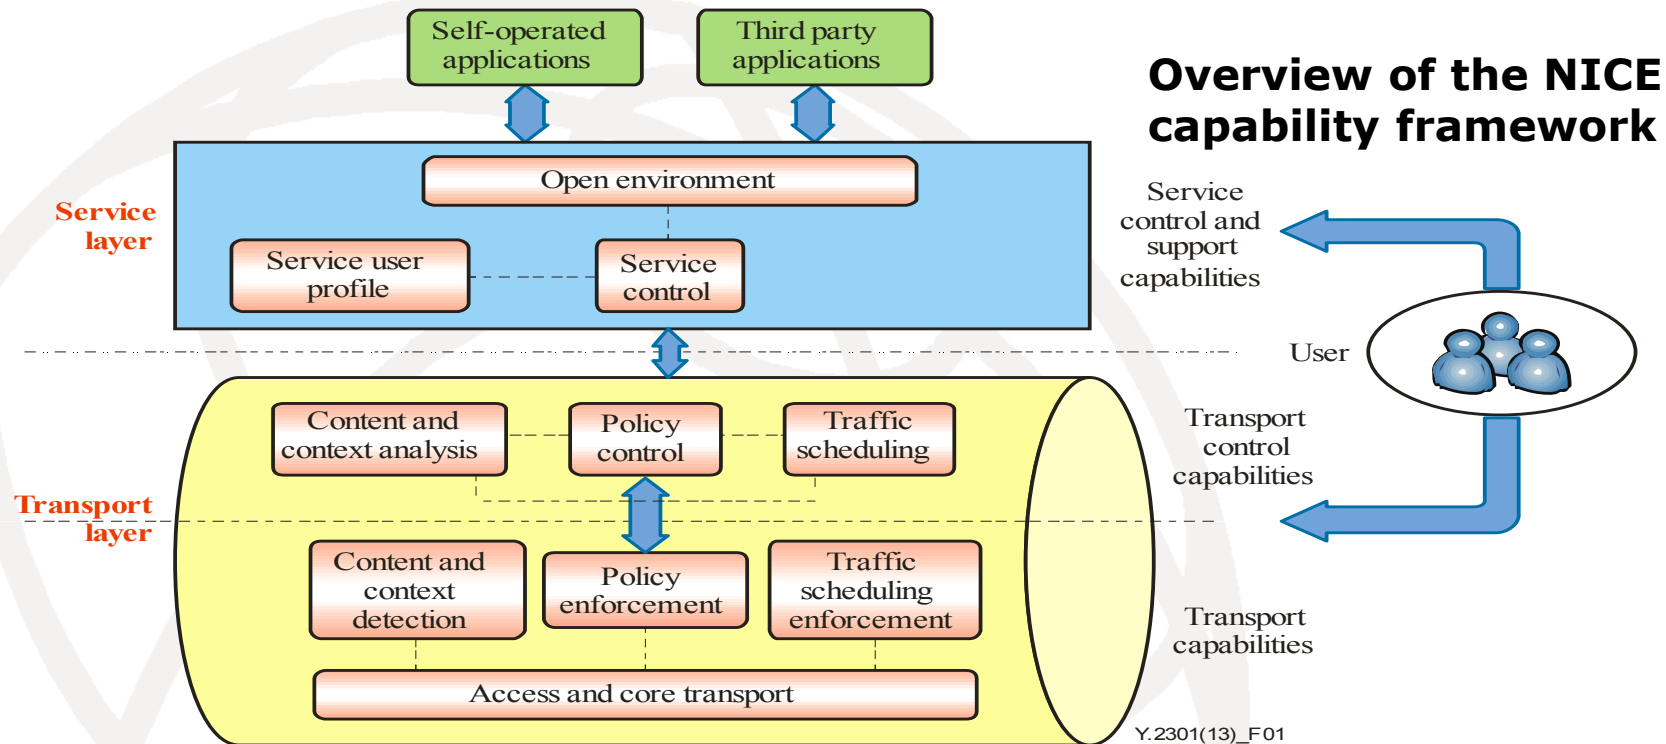 Self-operated
applications
Third party
applications
Overview of the NICE
capability framework
Open environment
Service
layer
Service user
profile
Service
control
Service
control and
support
capabilities
User
Content and
context analysis
Policy
control
Traffic
scheduling
Transport
control
capabilities
Transport
layer
Content and
context
detection
Policy
enforcement
Traffic
scheduling
enforcement
Transport
capabilities
Access and core transport
Y.2301(13)_F01